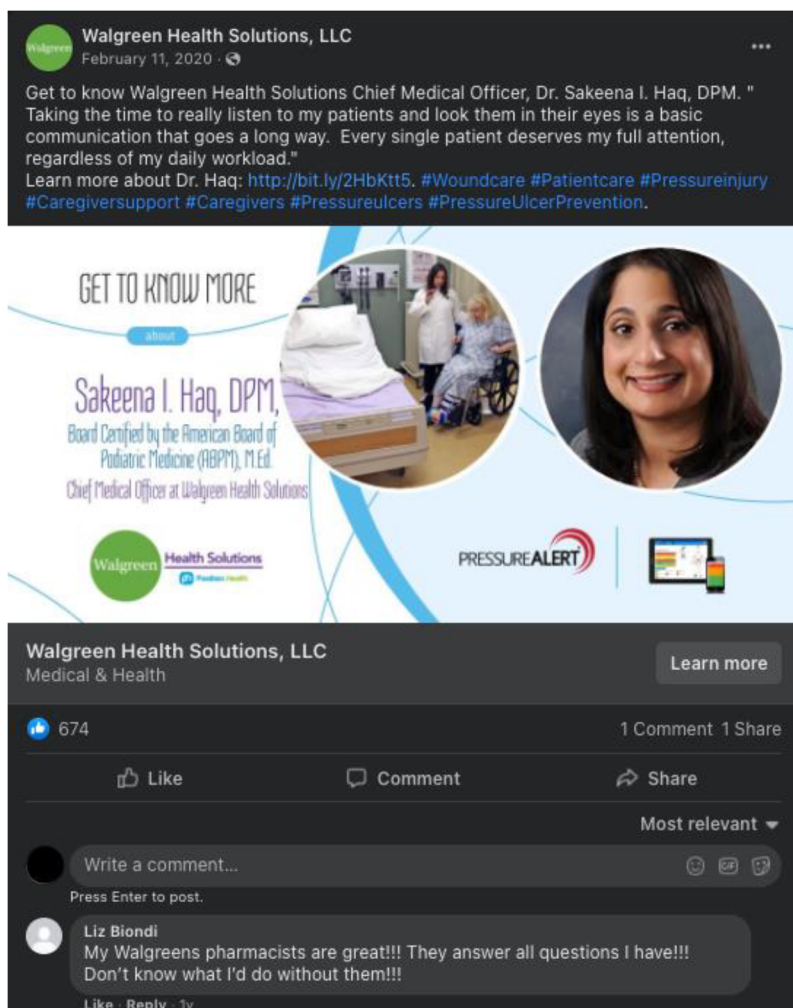 Walgreen
Walgreen Health Solutions, LLC
February 11, 2020 ·
Get to know Walgreen Health Solutions Chief Medical Officer, Dr. Sakeena I. Haq, DPM. "
Taking the time to really listen to my patients and look them in their eyes is a basic
communication that goes a long way.  Every single patient deserves my full attention,
regardless of my daily workload."
Learn more about Dr. Haq: http://bit.ly/2HbKtt5. #Woundcare #Patientcare #Pressureinjury
#Caregiversupport #Caregivers #Pressureulcers #PressureUlcerPrevention.
GET TO KNOW MORE
about
Sakeena I. Haq, DPM,
Board Certified by the American Board of
Podiatric Medicine (ABPM), M.Ed.
Chief Medical Officer at Walgreen Health Solutions
Walgreen
Health Solutions
Health
PRESSUREALERT
Walgreen Health Solutions, LLC
Medical & Health
Learn more
674
1 Comment 1 Share
Like
Comment
Share
Most relevant
Write a comment...
GIF
Press Enter to post.
Liz Biondi
My Walgreens pharmacists are great!!! They answer all questions I have!!!
Don't know what I'd do without them!!!
Like · Reply · 1y